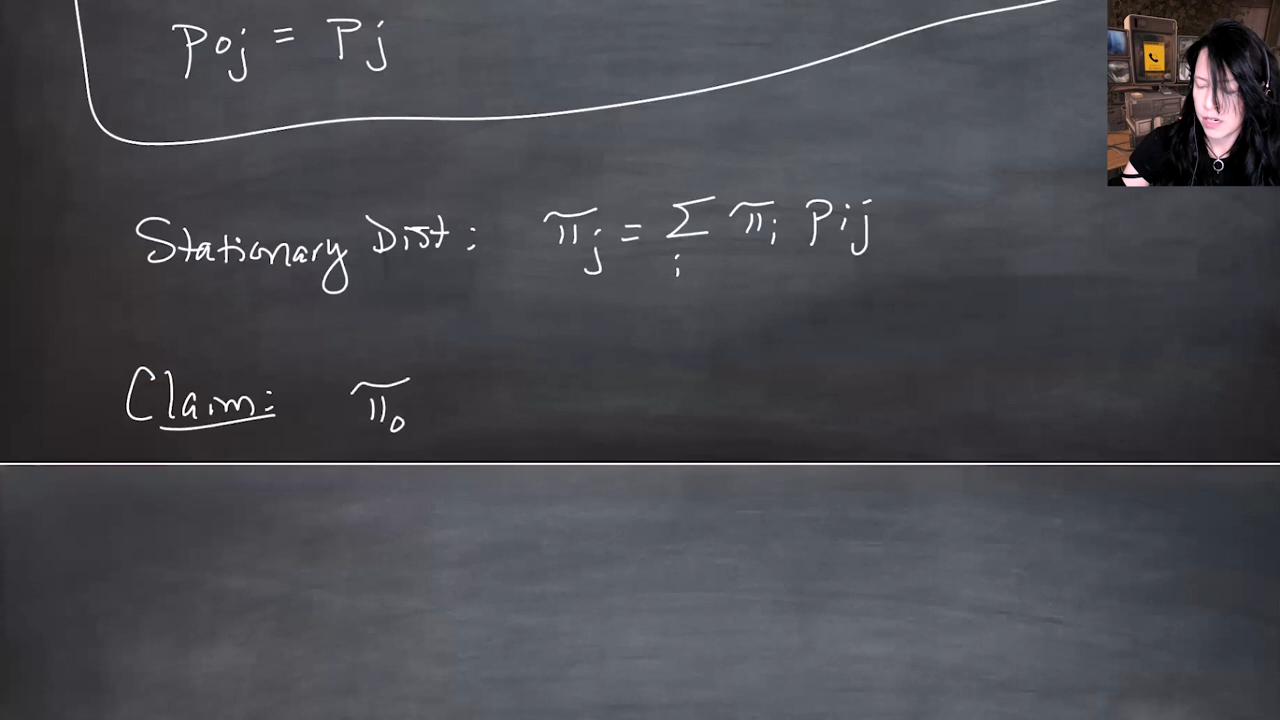 p0j = Pj
Stationary Dist: πj = Σi πi Pij
Claim: π0